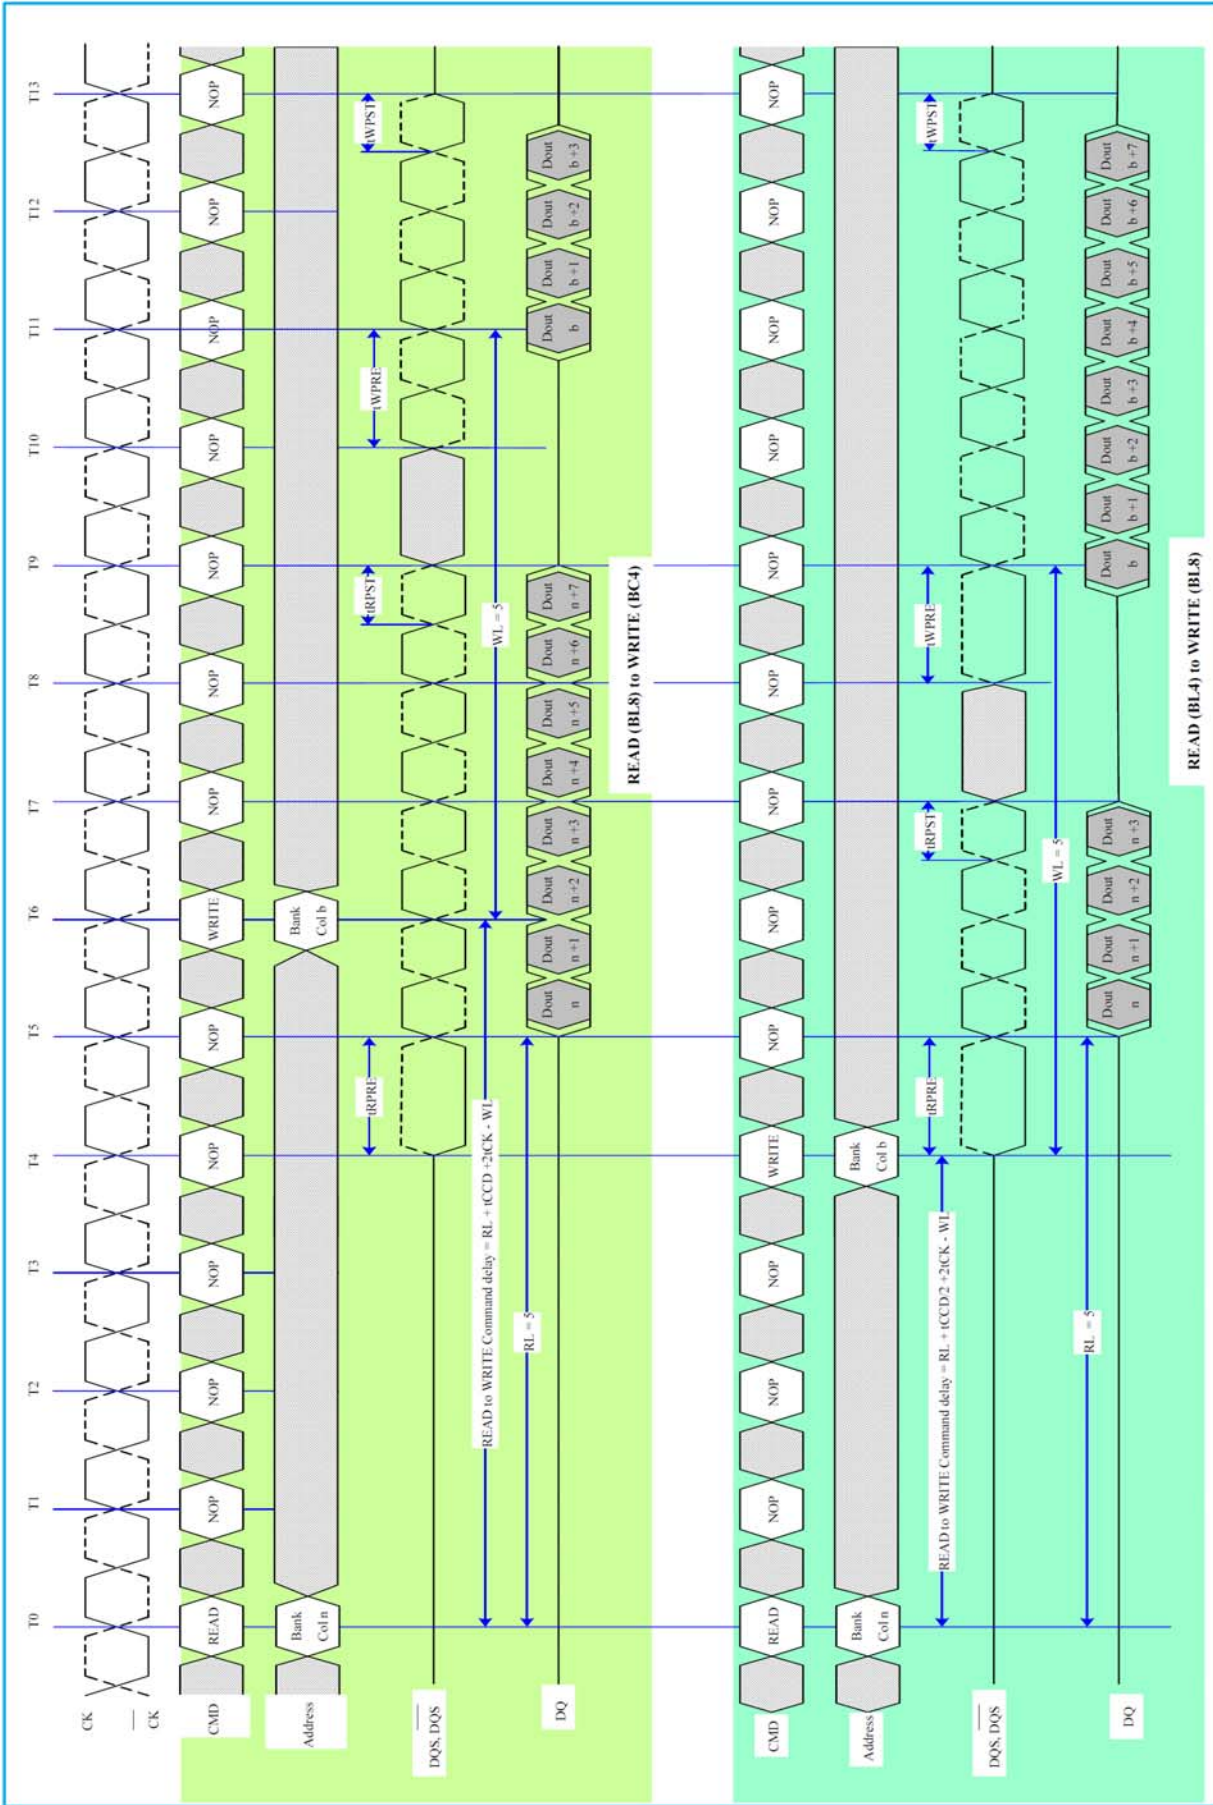 T0 T1 T2 T3 T4 T5 T6 T7 T8 T9 T10 T11 T12 T13
CK
CK
CMD READ NOP NOP NOP NOP NOP WRITE NOP NOP NOP NOP NOP NOP NOP
Address Bank Col n Bank Col b
tRPRE tRPST tWPRE tWPST
DQS, DQS
READ to WRITE Command delay = RL + tCCD +2tCK - WL WL = 5
RL = 5
DQ Dout n Dout n +1 Dout n +2 Dout n +3 Dout n +4 Dout n +5 Dout n +6 Dout n +7 Dout b Dout b +1 Dout b +2 Dout b +3
READ (BL8) to WRITE (BC4)
CMD READ NOP NOP NOP WRITE NOP NOP NOP NOP NOP NOP NOP NOP NOP
Address Bank Col n Bank Col b
tRPRE tRPST tWPRE tWPST
READ to WRITE Command delay = RL + tCCD/2 +2tCK - WL
DQS, DQS
WL = 5
RL = 5
DQ Dout n Dout n +1 Dout n +2 Dout n +3 Dout b Dout b +1 Dout b +2 Dout b +3 Dout b +4 Dout b +5 Dout b +6 Dout b +7
READ (BL4) to WRITE (BL8)